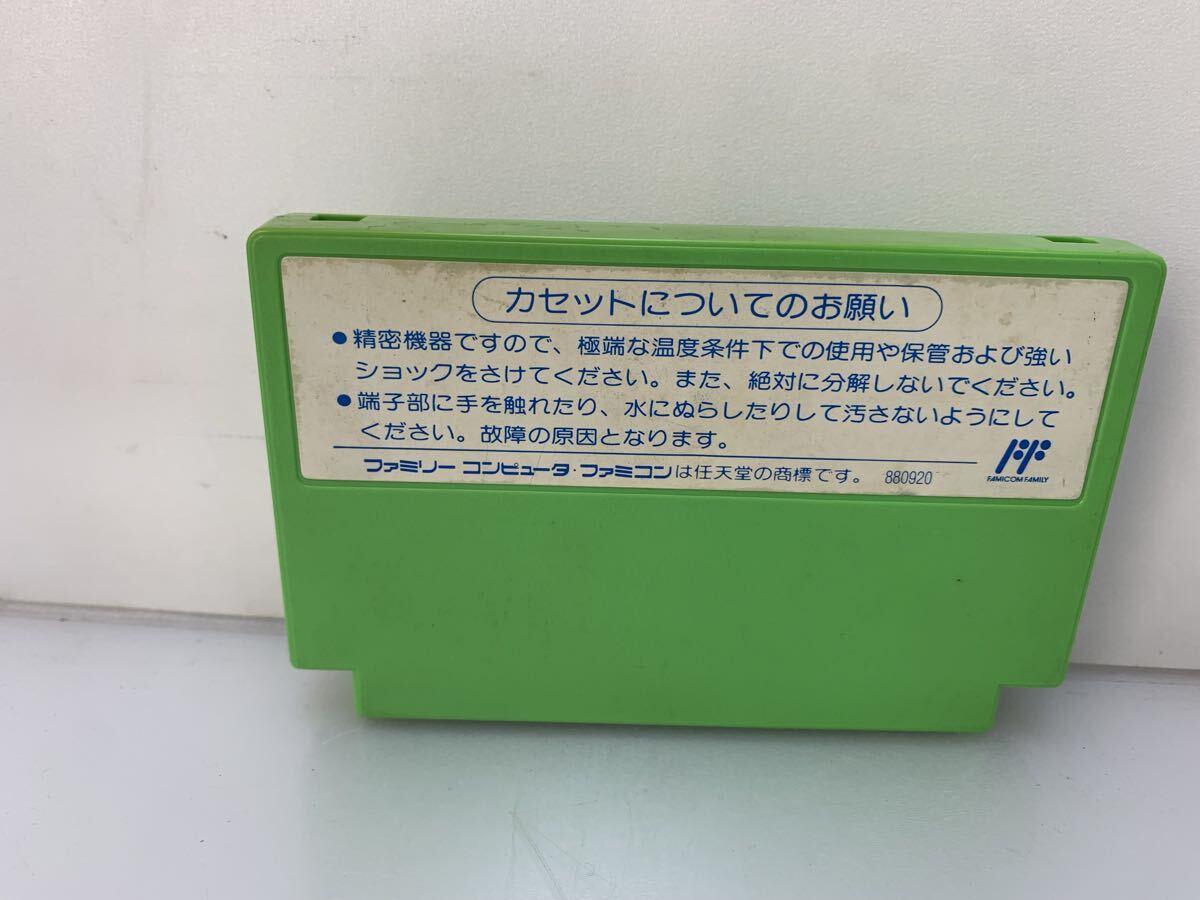 カセットについてのお願い
●精密機器ですので、極端な温度条件下での使用や保管および強い
ショックをさけてください。また、絶対に分解しないでください。
●端子部に手を触れたり、水にぬらしたりして汚さないようにして
ください。故障の原因となります。
ファミリー コンピュータ・ファミコンは任天堂の商標です。 880920
FAMICOM FAMILY